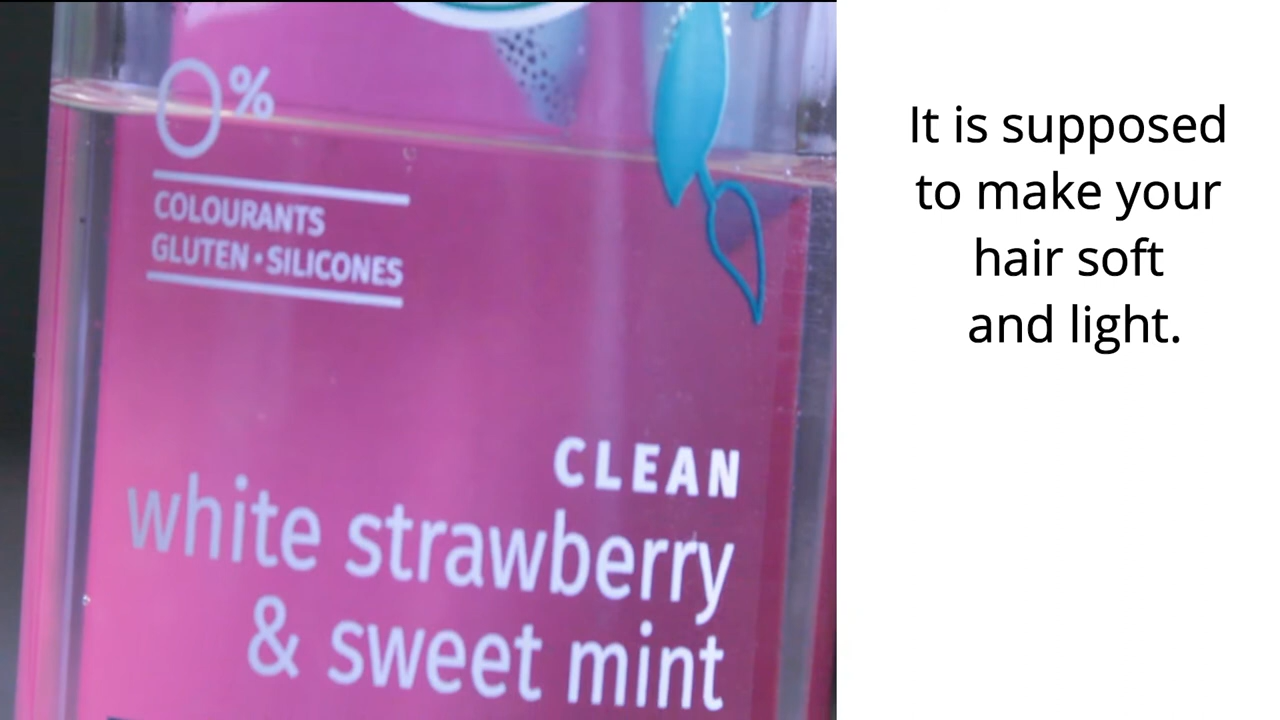 0%
COLOURANTS
GLUTEN • SILICONES
CLEAN
white strawberry
& sweet mint
It is supposed
to make your
hair soft
and light.